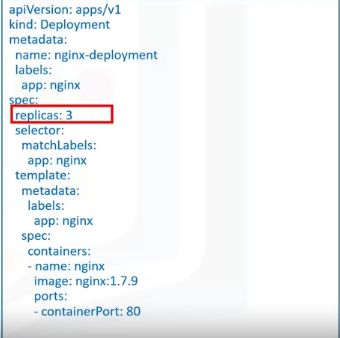 apiVersion: apps/v1
kind: Deployment
metadata:
  name: nginx-deployment
  labels:
    app: nginx
spec:
  replicas: 3
  selector:
    matchLabels:
      app: nginx
  template:
    metadata:
      labels:
        app: nginx
    spec:
      containers:
      - name: nginx
        image: nginx:1.7.9
        ports:
        - containerPort: 80